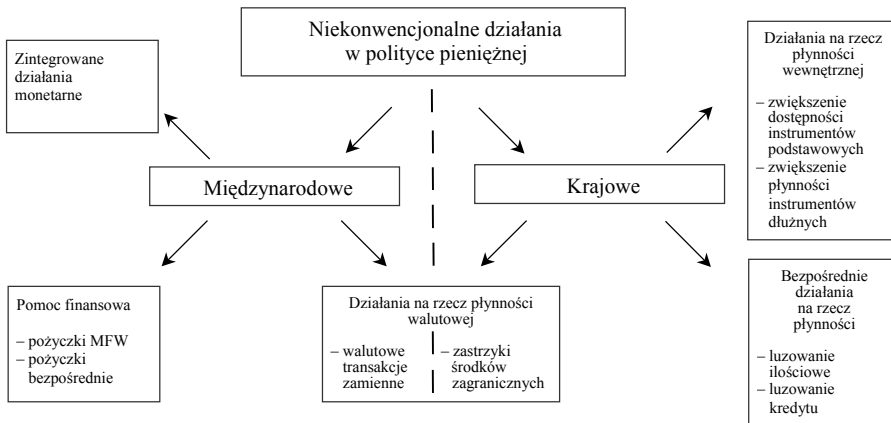 Niekonwencjonalne działania
w polityce pieniężnej
Zintegrowane
działania
monetarne
Działania na rzecz
płynności
wewnętrznej
– zwiększenie
dostępności
instrumentów
podstawowych
– zwiększenie
płynności
instrumentów
dłużnych
Międzynarodowe
Krajowe
Pomoc finansowa
– pożyczki MFW
– pożyczki
bezpośrednie
Działania na rzecz płynności
walutowej
– walutowe
transakcje
zamienne
– zastrzyki
środków
zagranicznych
Bezpośrednie
działania
na rzecz
płynności
– luzowanie
ilościowe
– luzowanie
kredytu